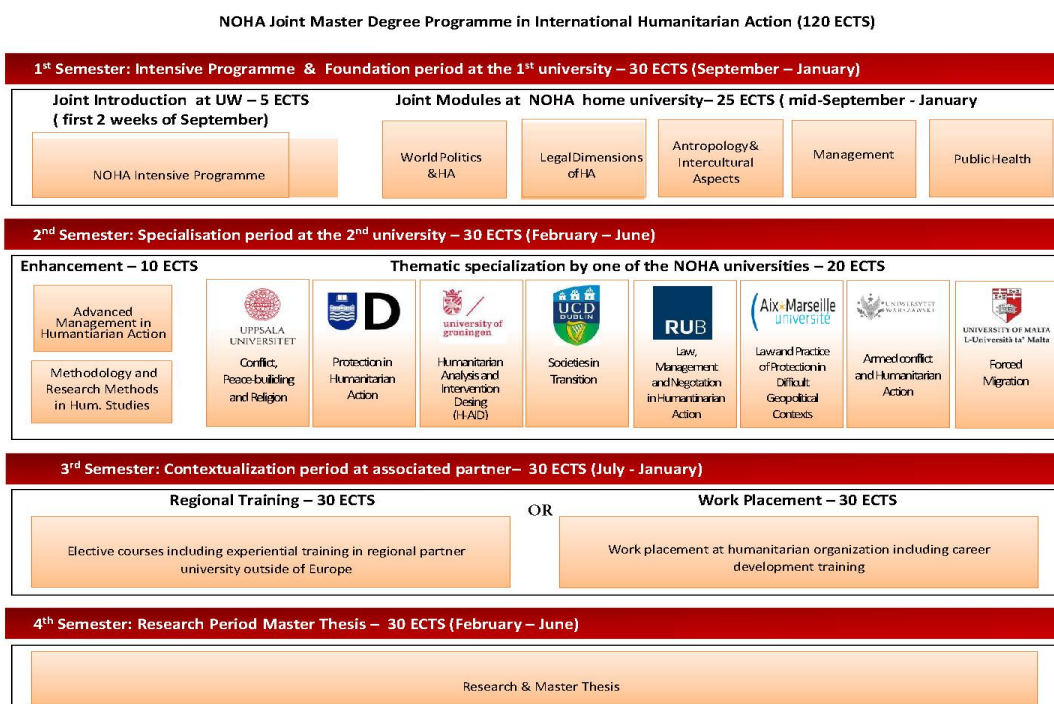 NOHA Joint Master Degree Programme in International Humanitarian Action (120 ECTS)
1st Semester: Intensive Programme & Foundation period at the 1st university – 30 ECTS (September – January)
Joint Introduction at UW – 5 ECTS
( first 2 weeks of September)
Joint Modules at NOHA home university– 25 ECTS ( mid-September - January
NOHA Intensive Programme
World Politics
& HA
Legal Dimensions
of HA
Antropology &
Intercultural
Aspects
Management
Public Health
2nd Semester: Specialisation period at the 2nd university – 30 ECTS (February – June)
Enhancement – 10 ECTS
Thematic specialization by one of the NOHA universities – 20 ECTS
Advanced
Management in
Humantiarian Action
Methodology and
Research Methods
in Hum. Studies
UPPSALA
UNIVERSITET
Conflict,
Peace-builiding
and Religion
D
Protection in
Humanitarian
Action
university of
groningen
Humanitarian
Analysis and
Intervention
Desing
(H-AID)
UCD
DUBLIN
Societies in
Transition
RUB
Law,
Management
and Negotation
in Humantinarian
Action
Aix*Marseille
université
Law and Practice
of Protection in
Difficult
Geopolitical
Contexts
UNIWERSYTET
WARSZAWSKI
Armed conflict
and Humanitarian
Action
UNIVERSITY OF MALTA
L-Università ta' Malta
Forced
Migration
3rd Semester: Contextualization period at associated partner– 30 ECTS (July - January)
Regional Training – 30 ECTS
OR
Work Placement – 30 ECTS
Elective courses including experiential training in regional partner
university outside of Europe
Work placement at humanitarian organization including career
development training
4th Semester: Research Period Master Thesis – 30 ECTS (February – June)
Research & Master Thesis